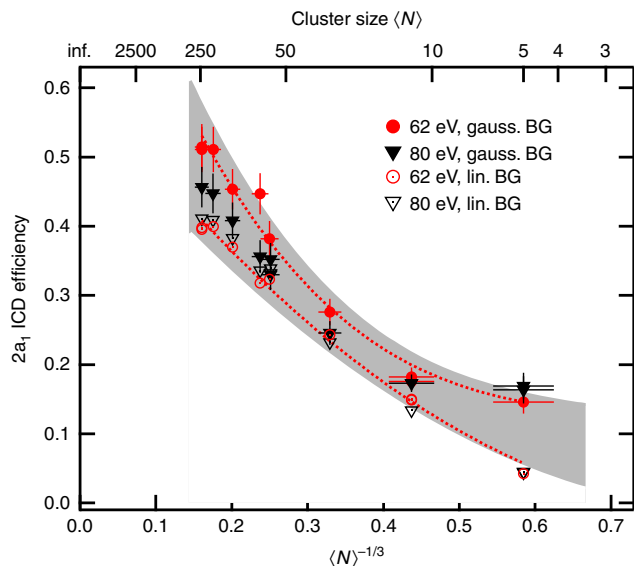 Cluster size ⟨N⟩
inf. 2500 250 50 10 5 4 3
0.6
0.5
0.4
0.3
0.2
0.1
0.0
2a₁ ICD efficiency
62 eV, gauss. BG
80 eV, gauss. BG
62 eV, lin. BG
80 eV, lin. BG
0.0 0.1 0.2 0.3 0.4 0.5 0.6 0.7
⟨N⟩⁻¹/³